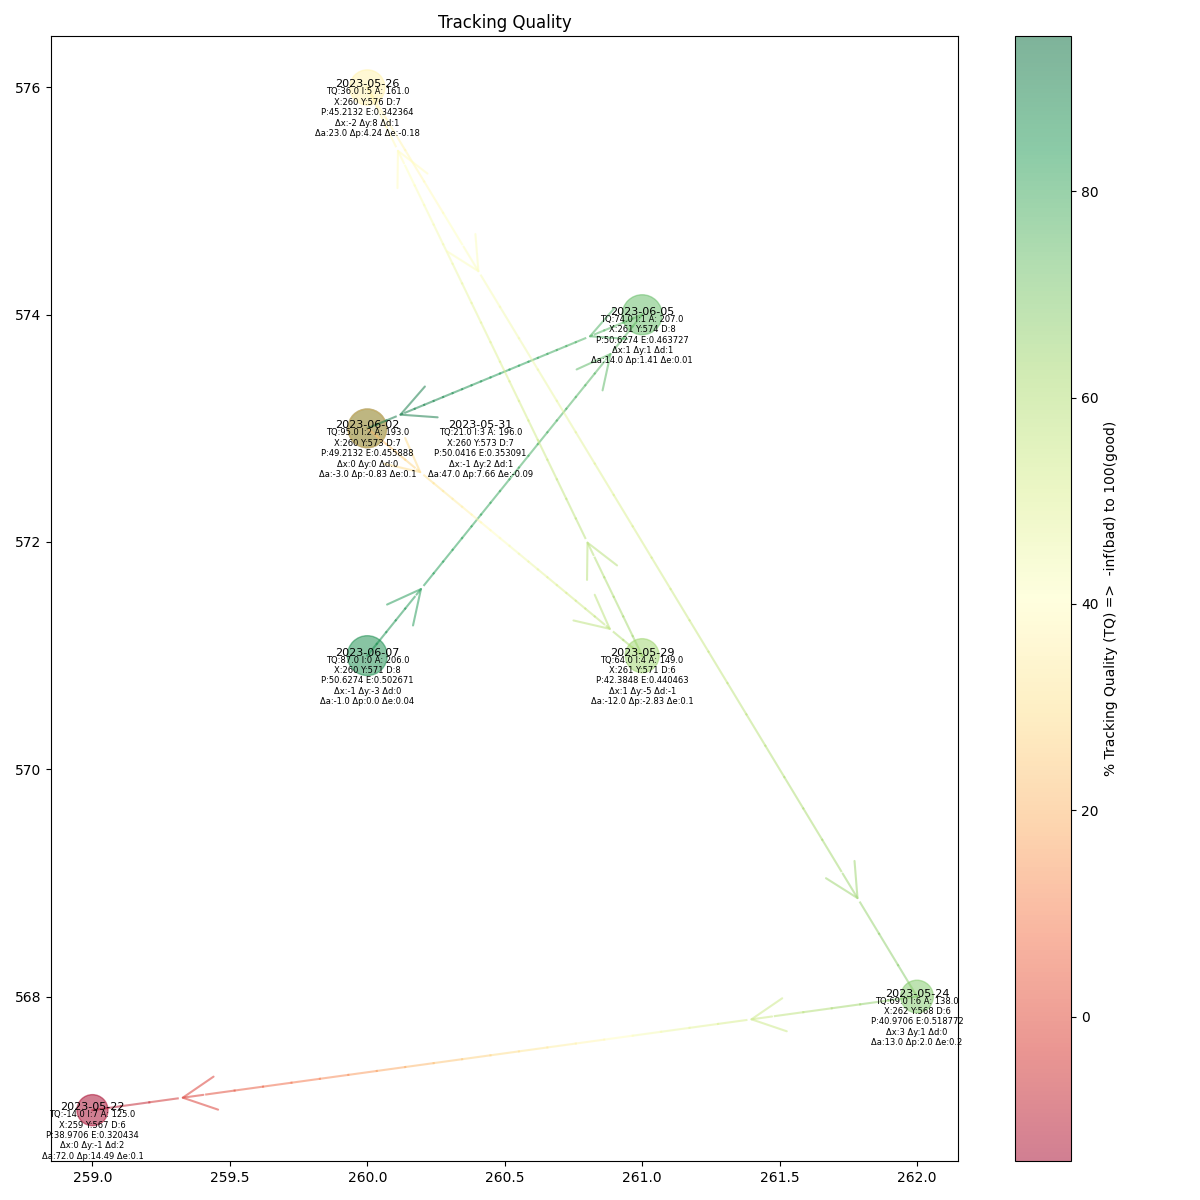 Tracking Quality
576
574
572
570
568
2023-05-26
TQ:36.0 I:5 A: 161.0
X:260 Y:576 D:7
P:45.2132 E:0.342364
Δx:-2 Δy:8 Δd:1
Δa:23.0 Δp:4.24 Δe:-0.18
2023-06-05
TQ:74.0 I:1 A: 207.0
X:261 Y:574 D:8
P:50.6274 E:0.463727
Δx:1 Δy:1 Δd:1
Δa:14.0 Δp:1.41 Δe:0.01
2023-06-02
TQ:95.0 I:2 A: 193.0
X:260 Y:573 D:7
P:49.2132 E:0.455888
Δx:0 Δy:0 Δd:0
Δa:-3.0 Δp:-0.83 Δe:0.1
2023-05-31
TQ:21.0 I:3 A: 196.0
X:260 Y:573 D:7
P:50.0416 E:0.353091
Δx:-1 Δy:2 Δd:1
Δa:47.0 Δp:7.66 Δe:-0.09
2023-06-07
TQ:87.0 I:0 A: 206.0
X:260 Y:571 D:8
P:50.6274 E:0.502671
Δx:-1 Δy:-3 Δd:0
Δa:-1.0 Δp:0.0 Δe:0.04
2023-05-29
TQ:64.0 I:4 A: 149.0
X:261 Y:571 D:6
P:42.3848 E:0.440463
Δx:1 Δy:-5 Δd:-1
Δa:-12.0 Δp:-2.83 Δe:0.1
2023-05-24
TQ:69.0 I:6 A: 138.0
X:262 Y:568 D:6
P:40.9706 E:0.518772
Δx:3 Δy:1 Δd:0
Δa:13.0 Δp:2.0 Δe:0.2
2023-05-22
TQ:-14.0 I:7 A: 125.0
X:259 Y:567 D:6
P:38.9706 E:0.320434
Δx:0 Δy:-1 Δd:2
Δa:72.0 Δp:14.49 Δe:0.1
259.0
259.5
260.0
260.5
261.0
261.5
262.0
80
60
40
20
0
% Tracking Quality (TQ) => -inf(bad) to 100(good)